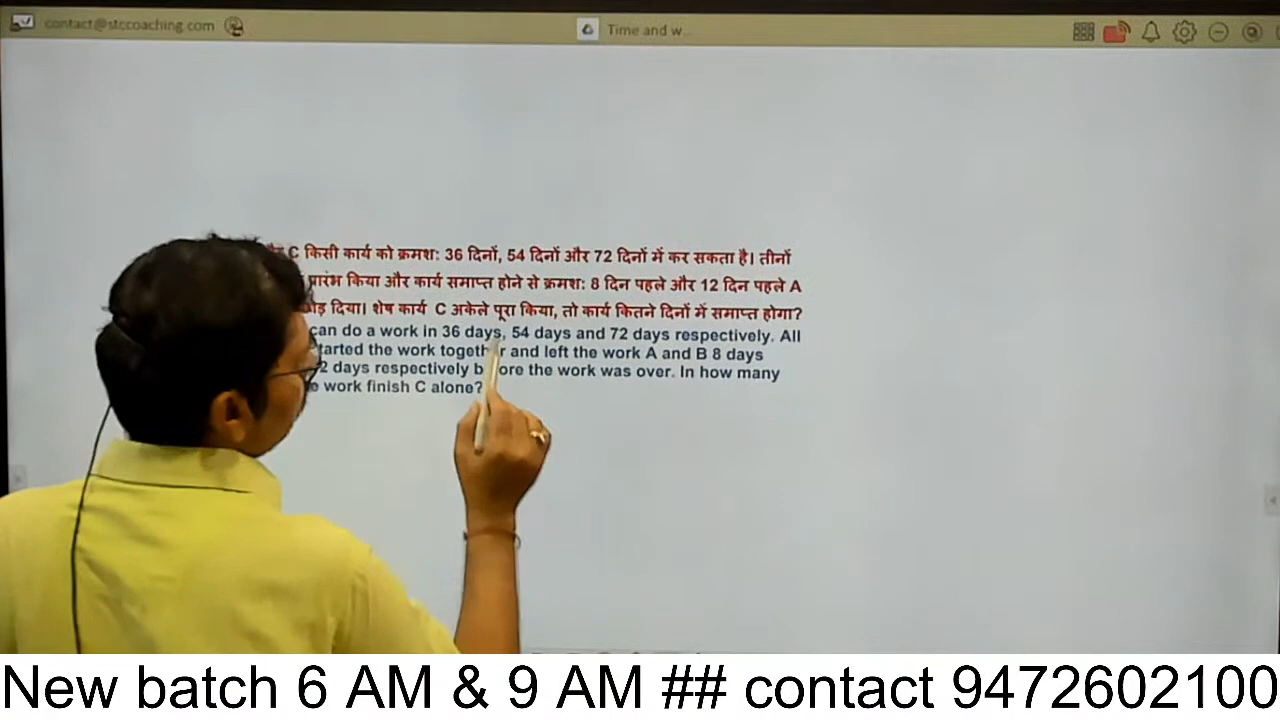 contact@stccoaching.com
Time and w...
C किसी कार्य को क्रमश: 36 दिनों, 54 दिनों और 72 दिनों में कर सकता है। तीनों
प्रारंभ किया और कार्य समाप्त होने से क्रमश: 8 दिन पहले और 12 दिन पहले A
दिया। शेष कार्य C अकेले पूरा किया, तो कार्य कितने दिनों में समाप्त होगा?
can do a work in 36 days, 54 days and 72 days respectively. All
tarted the work together and left the work A and B 8 days
2 days respectively before the work was over. In how many
work finish C alone?
New batch 6 AM & 9 AM ## contact 9472602100